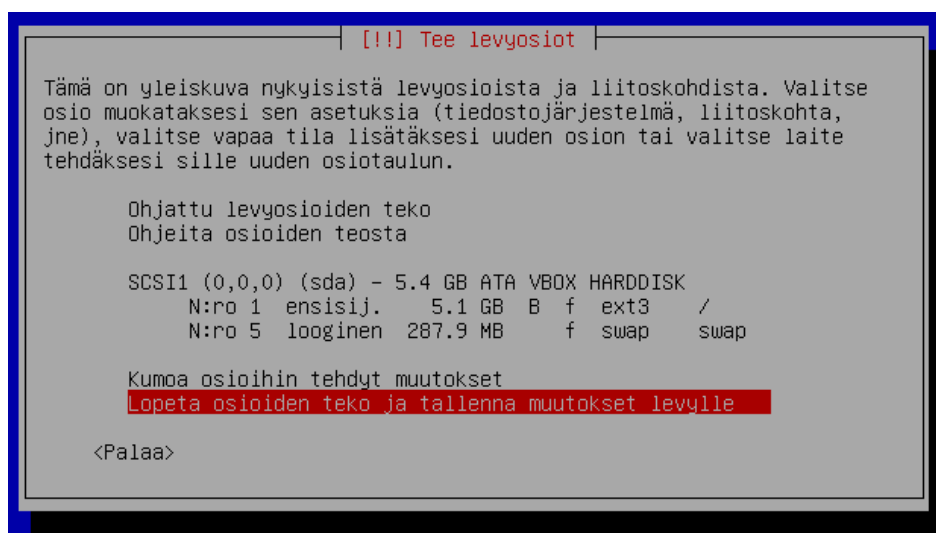 [!!] Tee levyosiot
Tämä on yleiskuva nykyisistä levyosioista ja liitoskohdista. Valitse
osio muokataksesi sen asetuksia (tiedostojärjestelmä, liitoskohta,
jne), valitse vapaa tila lisätäksesi uuden osion tai valitse laite
tehdäksesi sille uuden osiotaulun.
Ohjattu levyosioiden teko
Ohjeita osioiden teosta
SCSI1 (0,0,0) (sda) - 5.4 GB ATA VBOX HARDDISK
N:ro 1 ensisij. 5.1 GB B f ext3 /
N:ro 5 looginen 287.9 MB f swap swap
Kumoa osioihin tehdyt muutokset
Lopeta osioiden teko ja tallenna muutokset levylle
<Palaa>